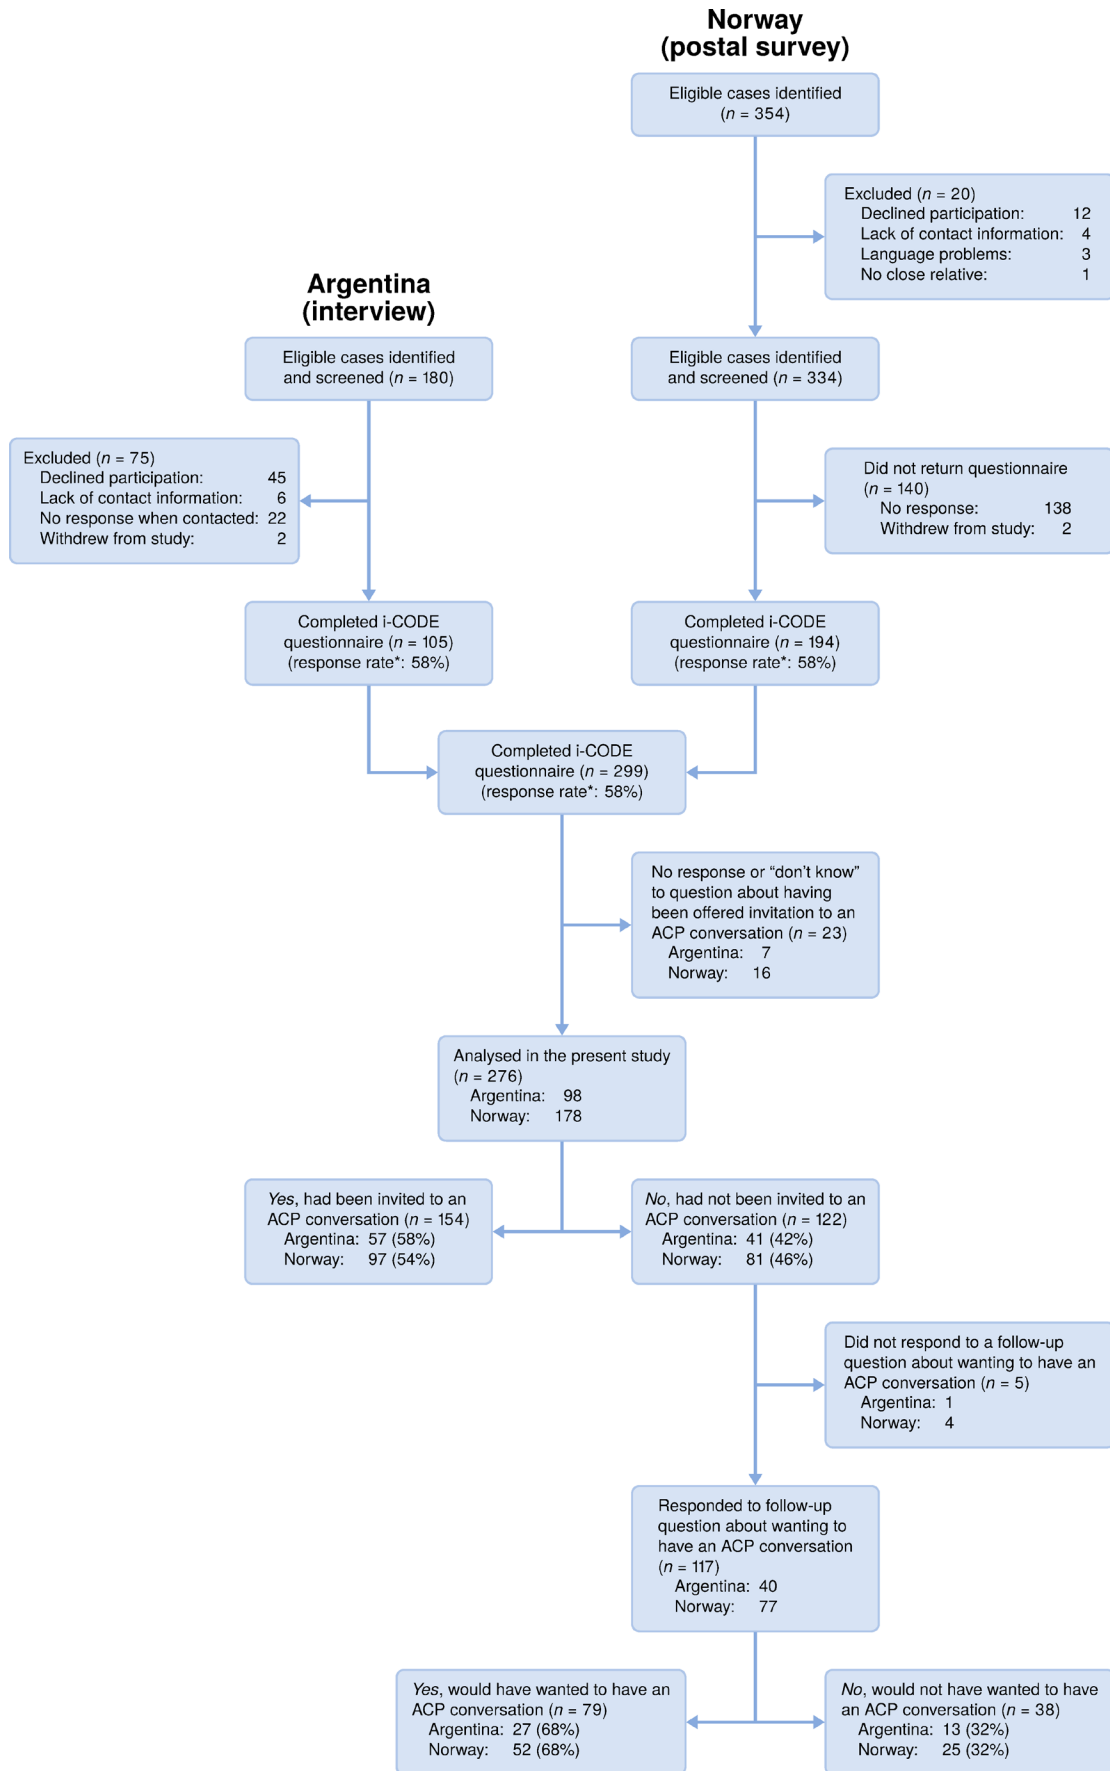 Norway
(postal survey)
Eligible cases identified
(n = 354)
Excluded (n = 20)
Declined participation: 12
Lack of contact information: 4
Language problems: 3
No close relative: 1
Argentina
(interview)
Eligible cases identified
and screened (n = 180)
Eligible cases identified
and screened (n = 334)
Excluded (n = 75)
Declined participation: 45
Lack of contact information: 6
No response when contacted: 22
Withdrew from study: 2
Did not return questionnaire
(n = 140)
No response: 138
Withdrew from study: 2
Completed i-CODE
questionnaire (n = 105)
(response rate*: 58%)
Completed i-CODE
questionnaire (n = 194)
(response rate*: 58%)
Completed i-CODE
questionnaire (n = 299)
(response rate*: 58%)
No response or “don’t know”
to question about having
been offered invitation to an
ACP conversation (n = 23)
Argentina: 7
Norway: 16
Analysed in the present study
(n = 276)
Argentina: 98
Norway: 178
Yes, had been invited to an
ACP conversation (n = 154)
Argentina: 57 (58%)
Norway: 97 (54%)
No, had not been invited to an
ACP conversation (n = 122)
Argentina: 41 (42%)
Norway: 81 (46%)
Did not respond to a follow-up
question about wanting to have an
ACP conversation (n = 5)
Argentina: 1
Norway: 4
Responded to follow-up
question about wanting to
have an ACP conversation
(n = 117)
Argentina: 40
Norway: 77
Yes, would have wanted to have an
ACP conversation (n = 79)
Argentina: 27 (68%)
Norway: 52 (68%)
No, would not have wanted to have
an ACP conversation (n = 38)
Argentina: 13 (32%)
Norway: 25 (32%)